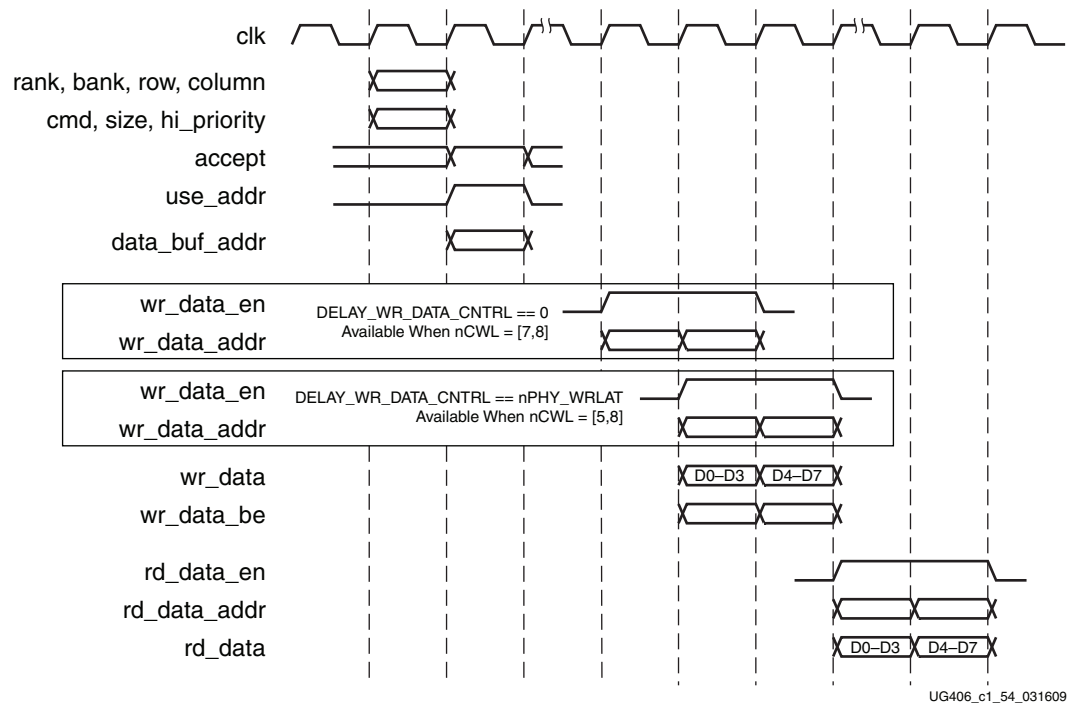 clk
rank, bank, row, column
cmd, size, hi_priority
accept
use_addr
data_buf_addr
wr_data_en
DELAY_WR_DATA_CNTRL == 0
Available When nCWL = [7,8]
wr_data_addr
wr_data_en
DELAY_WR_DATA_CNTRL == nPHY_WRLAT
Available When nCWL = [5,8]
wr_data_addr
wr_data D0–D3 D4–D7
wr_data_be
rd_data_en
rd_data_addr
rd_data D0–D3 D4–D7
UG406_c1_54_031609